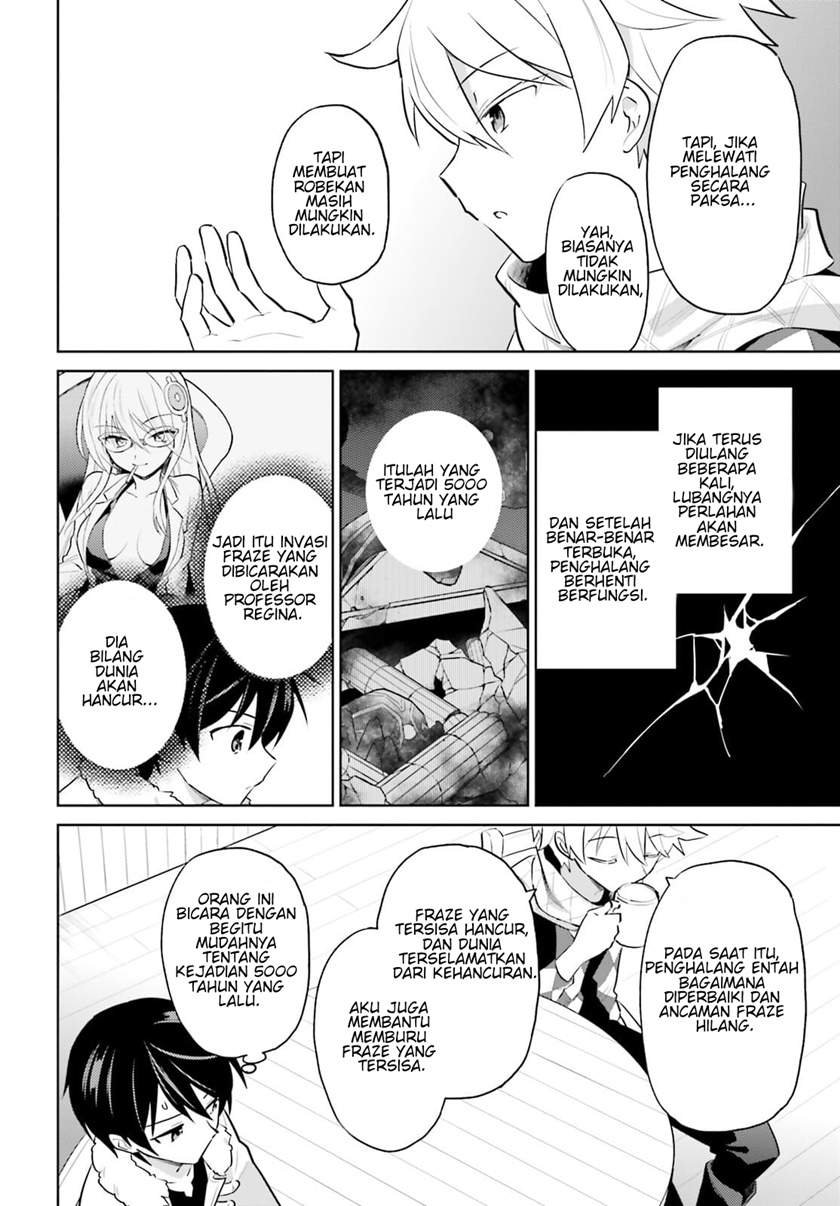 TAPI, JIKA
MELEWATI
PENGHALANG
SECARA
PAKSA...
YAH,
BIASANYA
TIDAK
MUNGKIN
DILAKUKAN,
TAPI
MEMBUAT
ROBEKAN
MASIH
MUNGKIN
DILAKUKAN.
JIKA TERUS
DIULANG
BEBERAPA
KALI,
LUBANGNYA
PERLAHAN
AKAN
MEMBESAR.
DAN SETELAH
BENAR-BENAR
TERBUKA,
PENGHALANG
BERHENTI
BERFUNGSI.
ITULAH YANG
TERJADI 5000
TAHUN YANG
LALU
JADI ITU INVASI
FRAZE YANG
DIBICARAKAN
OLEH
PROFESSOR
REGINA.
DIA
BILANG
DUNIA
AKAN
HANCUR...
PADA SAAT ITU,
PENGHALANG ENTAH
BAGAIMANA
DIPERBAIKI DAN
ANCAMAN FRAZE
HILANG.
FRAZE YANG
TERSISA HANCUR,
DAN DUNIA
TERSELAMATKAN
DARI KEHANCURAN.
AKU JUGA
MEMBANTU
MEMBURU
FRAZE YANG
TERSISA.
ORANG INI
BICARA DENGAN
BEGITU
MUDAHNYA
TENTANG
KEJADIAN 5000
TAHUN YANG
LALU.